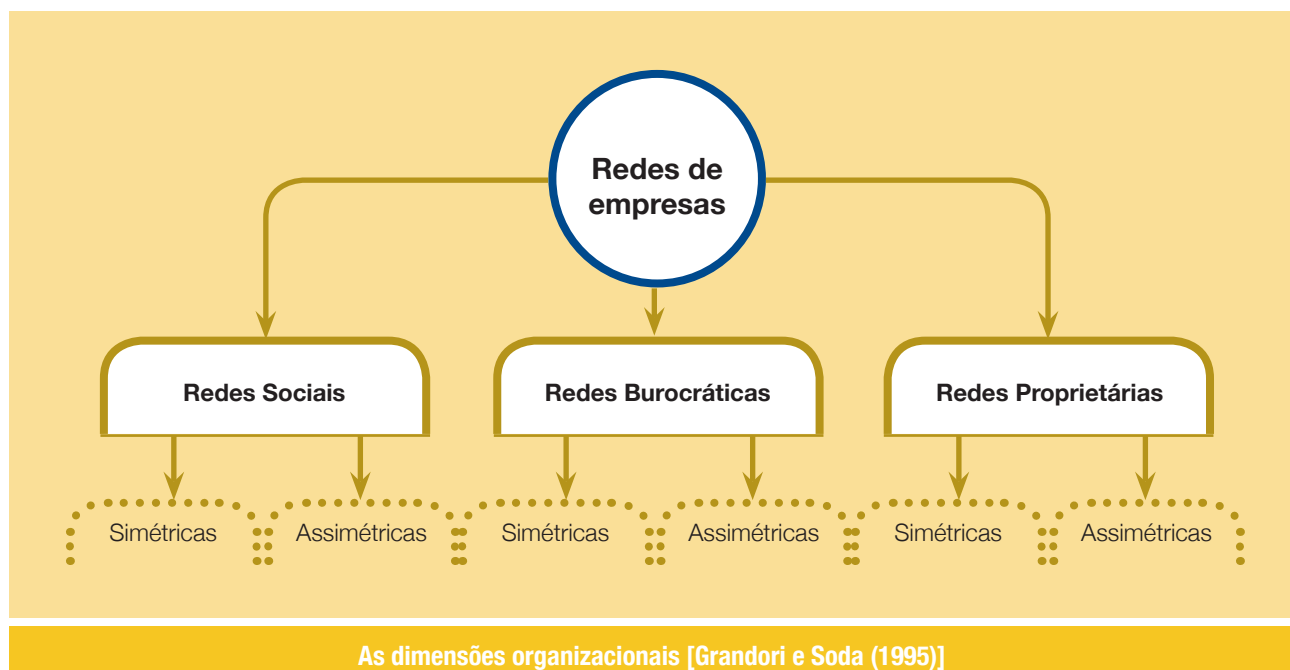 Redes de
empresas
Redes Sociais
Redes Burocráticas
Redes Proprietárias
Simétricas
Assimétricas
Simétricas
Assimétricas
Simétricas
Assimétricas
As dimensões organizacionais [Grandori e Soda (1995)]